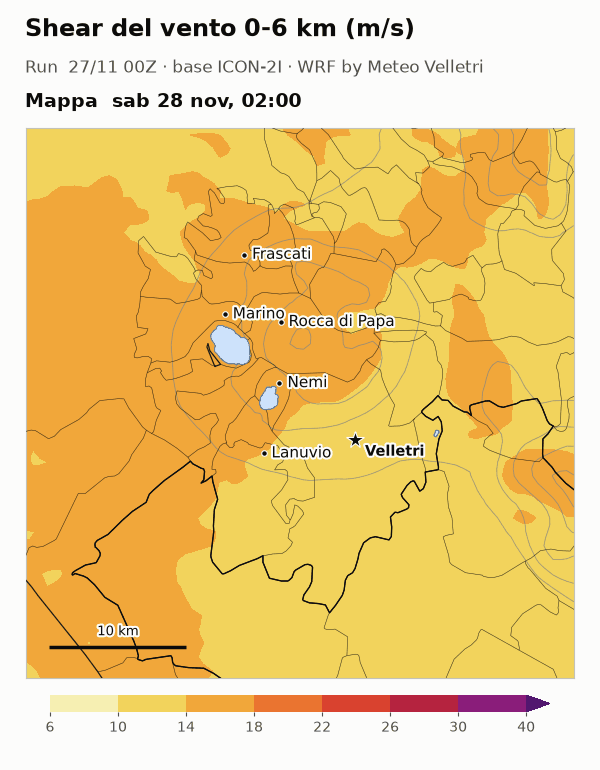 Shear del vento 0-6 km (m/s)
Run  27/11 00Z · base ICON-2I · WRF by Meteo Velletri
Mappa  sab 28 nov, 02:00
Frascati
Marino
Rocca di Papa
Nemi
Velletri
Lanuvio
10 km
6 10 14 18 22 26 30 40